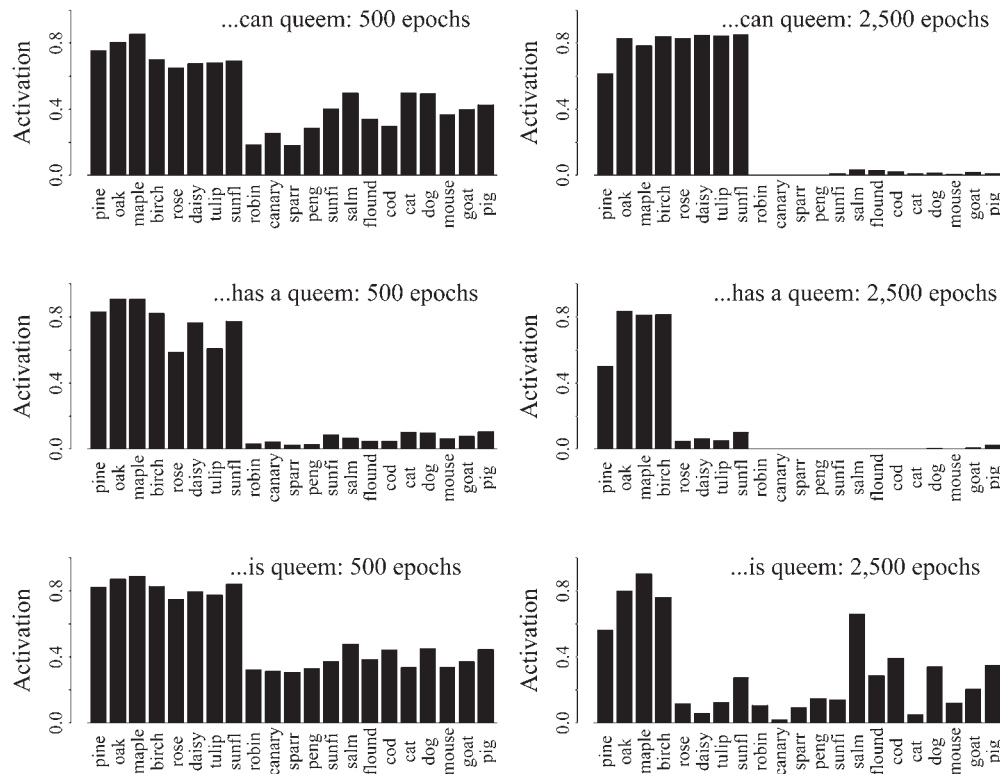 ...can queem: 500 epochs
Activation
0.8
0.4
0.0
pine oak maple birch rose daisy tulip sunfl robin canary sparr peng sunfi salm flound cod cat dog mouse goat pig
...can queem: 2,500 epochs
Activation
0.8
0.4
0.0
pine oak maple birch rose daisy tulip sunfl robin canary sparr peng sunfi salm flound cod cat dog mouse goat pig
...has a queem: 500 epochs
Activation
0.8
0.4
0.0
pine oak maple birch rose daisy tulip sunfl robin canary sparr peng sunfi salm flound cod cat dog mouse goat pig
...has a queem: 2,500 epochs
Activation
0.8
0.4
0.0
pine oak maple birch rose daisy tulip sunfl robin canary sparr peng sunfi salm flound cod cat dog mouse goat pig
...is queem: 500 epochs
Activation
0.8
0.4
0.0
pine oak maple birch rose daisy tulip sunfl robin canary sparr peng sunfi salm flound cod cat dog mouse goat pig
...is queem: 2,500 epochs
Activation
0.8
0.4
0.0
pine oak maple birch rose daisy tulip sunfl robin canary sparr peng sunfi salm flound cod cat dog mouse goat pig